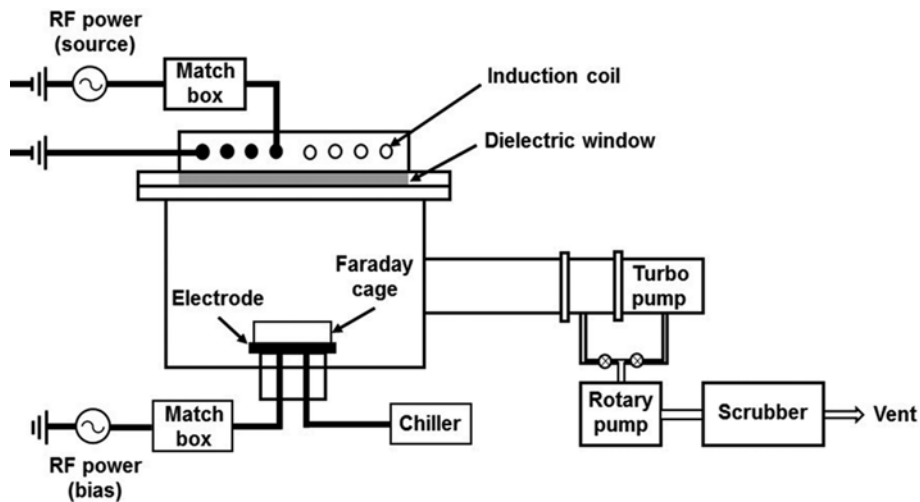 RF power
(source)
Match
box
Induction coil
Dielectric window
Faraday
cage
Electrode
Turbo
pump
Match
box
Chiller
Rotary
pump
Scrubber
Vent
RF power
(bias)